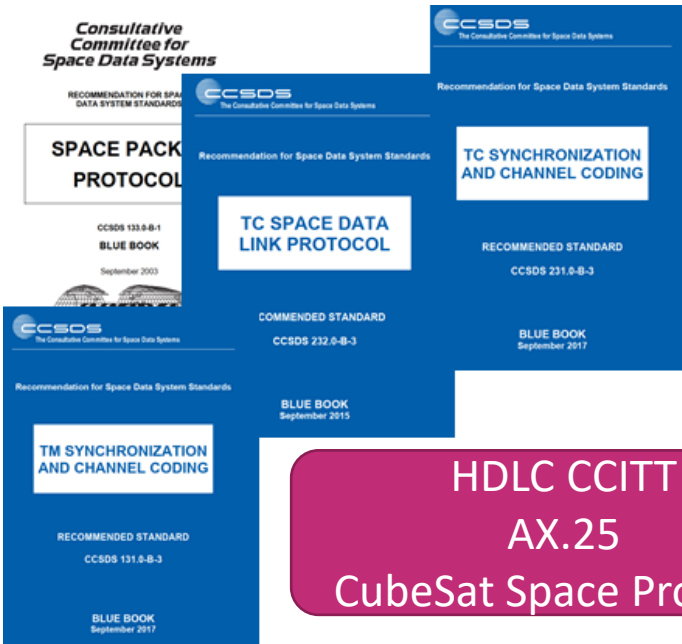 Consultative
Committee for
Space Data Systems
RECOMMENDATION FOR SPA
DATA SYSTEM STANDARDS
SPACE PACK
PROTOCOL
CCSDS 133.0-B-1
BLUE BOOK
September 2003
CCSDS
The Consultative Committee for Space Data Systems
Recommendation for Space Data System Standards
TC SPACE DATA
LINK PROTOCOL
COMMENDED STANDARD
CCSDS 232.0-B-3
BLUE BOOK
September 2015
CCSDS
The Consultative Committee for Space Data Systems
Recommendation for Space Data System Standards
TC SYNCHRONIZATION
AND CHANNEL CODING
RECOMMENDED STANDARD
CCSDS 231.0-B-3
BLUE BOOK
September 2017
CCSDS
The Consultative Committee for Space Data Systems
Recommendation for Space Data System Standards
TM SYNCHRONIZATION
AND CHANNEL CODING
RECOMMENDED STANDARD
CCSDS 131.0-B-3
BLUE BOOK
September 2017
HDLC CCITT
AX.25
CubeSat Space Pro